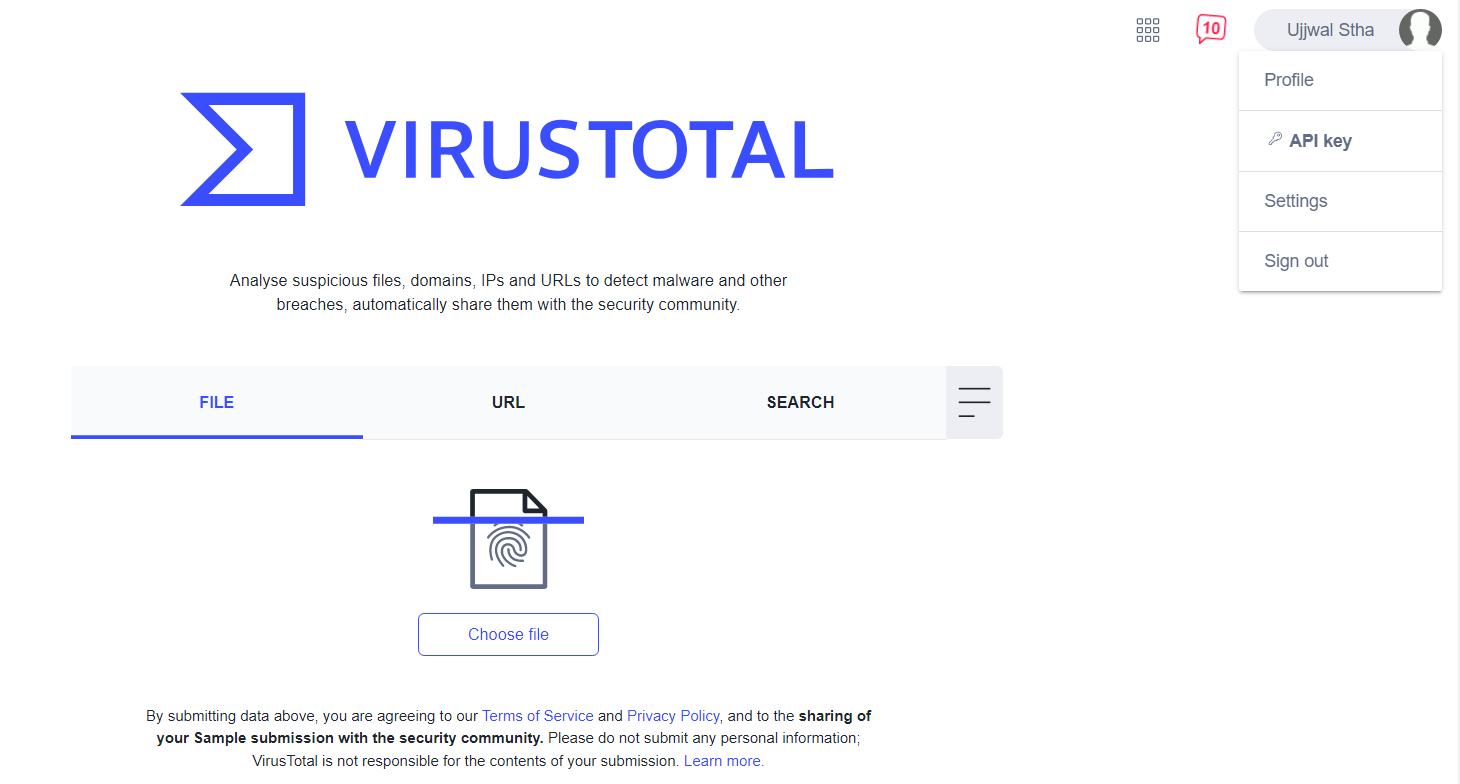 10
Ujjwal Stha
Profile
API key
Settings
Sign out
VIRUSTOTAL
Analyse suspicious files, domains, IPs and URLs to detect malware and other
breaches, automatically share them with the security community.
FILE
URL
SEARCH
Choose file
By submitting data above, you are agreeing to our Terms of Service and Privacy Policy, and to the sharing of
your Sample submission with the security community. Please do not submit any personal information;
VirusTotal is not responsible for the contents of your submission. Learn more.